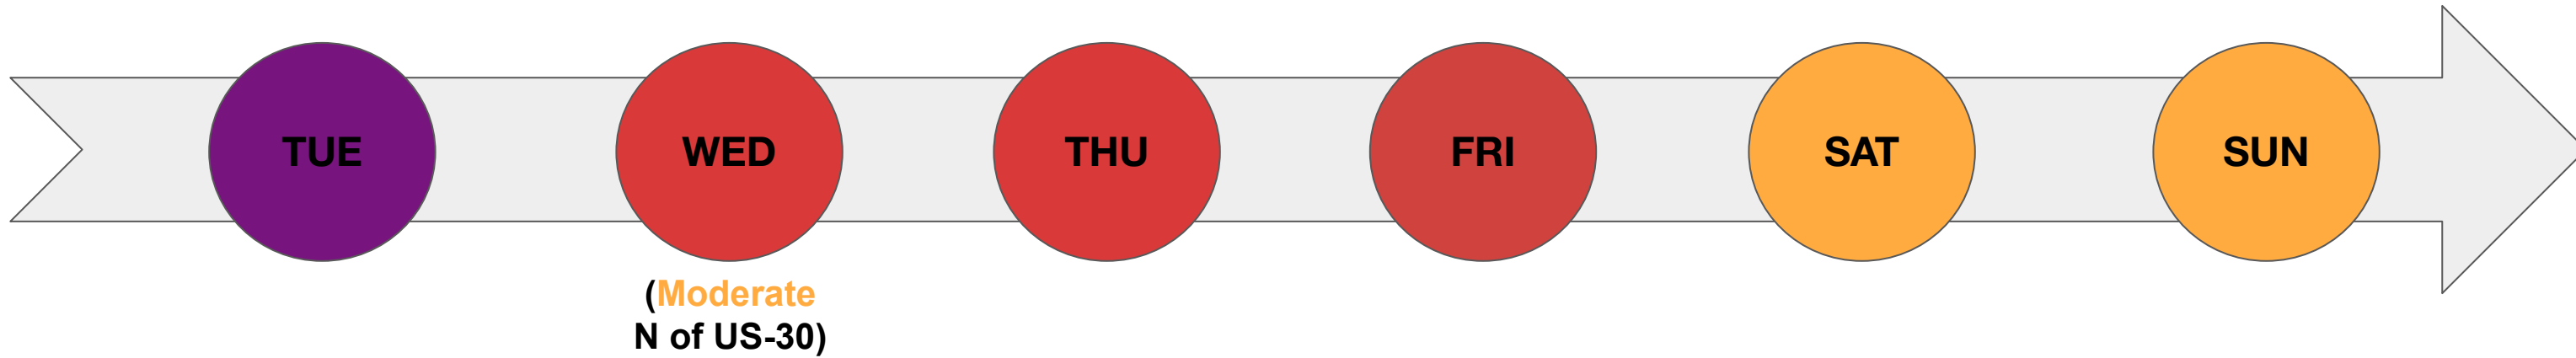 TUE
WED
THU
FRI
SAT
SUN
(Moderate
N of US-30)